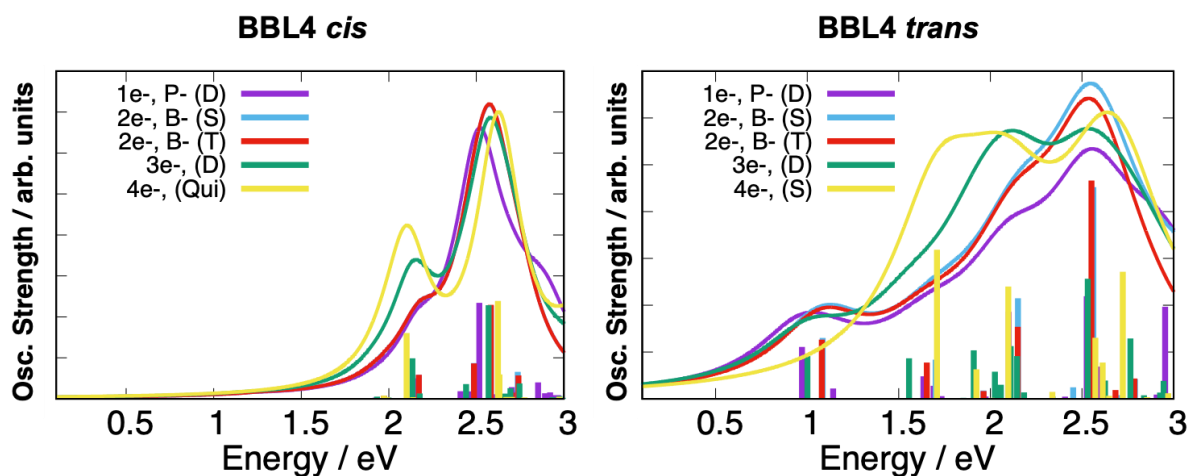 BBL4 cis
Osc. Strength / arb. units
1e-, P- (D)
2e-, B- (S)
2e-, B- (T)
3e-, (D)
4e-, (Qui)
0.5 1 1.5 2 2.5 3
Energy / eV
BBL4 trans
Osc. Strength / arb. units
1e-, P- (D)
2e-, B- (S)
2e-, B- (T)
3e-, (D)
4e-, (S)
0.5 1 1.5 2 2.5 3
Energy / eV